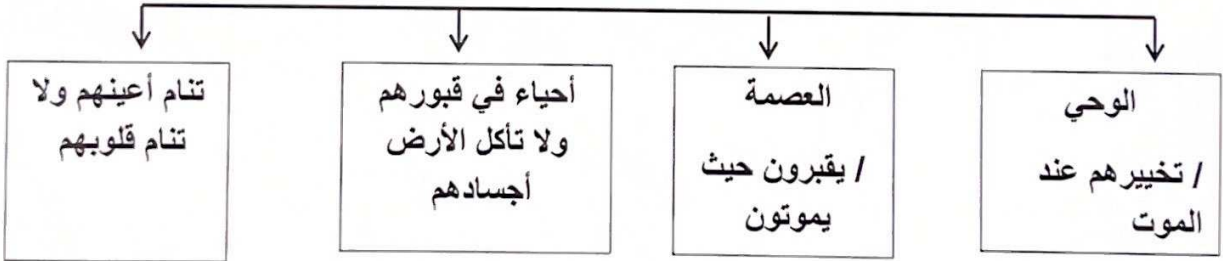 الوحي
/ تخييرهم عند
الموت
العصمة
/ يقبرون حيث
يموتون
أحياء في قبورهم
ولا تأكل الأرض
أجسادهم
تنام أعينهم ولا
تنام قلوبهم